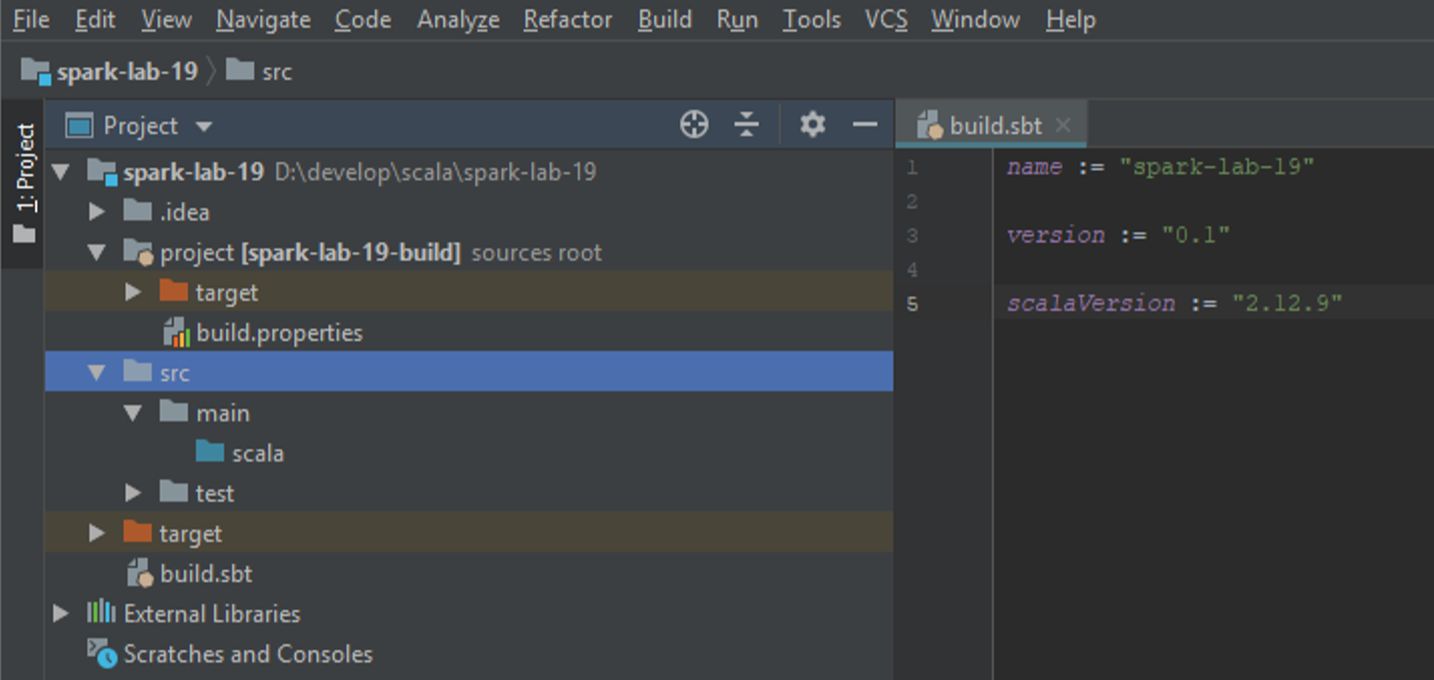 File Edit View Navigate Code Analyze Refactor Build Run Tools VCS Window Help
spark-lab-19 src
1: Project
Project
spark-lab-19 D:\develop\scala\spark-lab-19
.idea
project [spark-lab-19-build] sources root
target
build.properties
src
main
scala
test
target
build.sbt
External Libraries
Scratches and Consoles
build.sbt
1 name := "spark-lab-19"
2
3 version := "0.1"
4
5 scalaVersion := "2.12.9"